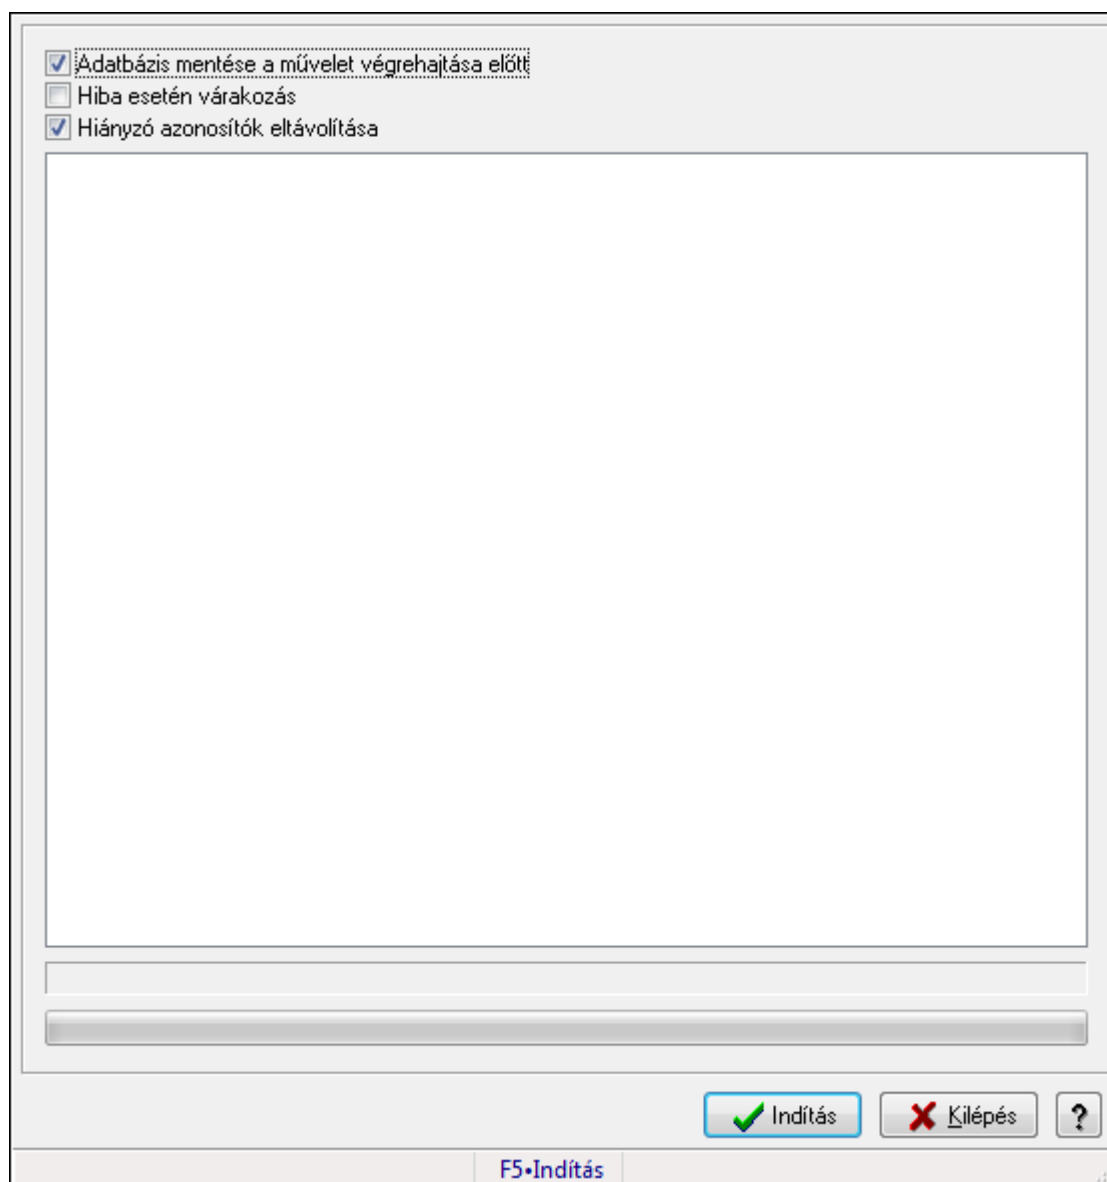 Adatbázis mentése a művelet végrehajtása előtt
Hiba esetén várakozás
Hiányzó azonosítók eltávolítása
Indítás
Kilépés
?
F5•Indítás